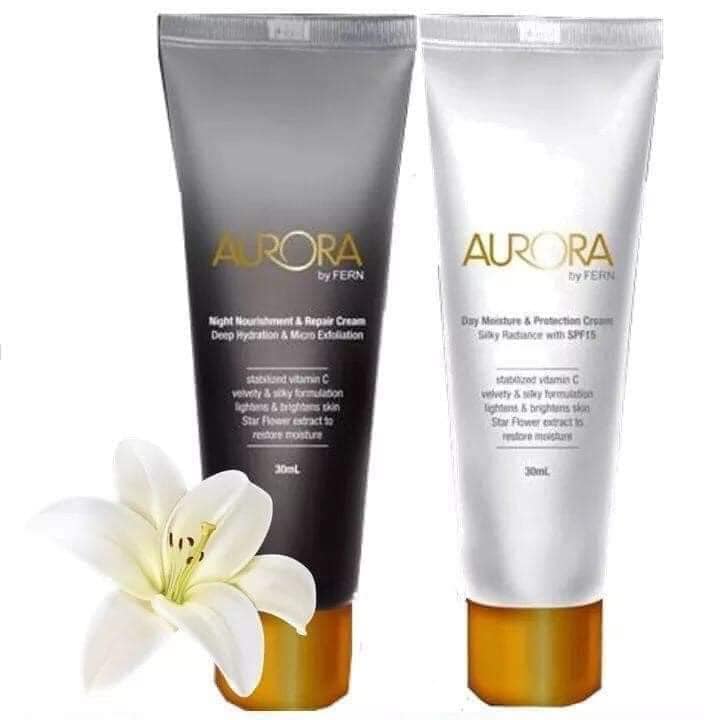 AURORA
by FERN
Night Nourishment & Repair Cream
Deep Hydration & Micro Exfoliation
stabilized vitamin C
velvety & silky formulation
lightens & brightens skin
Star Flower extract to
restore moisture
30mL
AURORA
by FERN
Day Moisture & Protection Cream
Silky Radiance with SPF15
stabilized vitamin C
velvety & silky formulation
lightens & brightens skin
Star Flower extract to
restore moisture
30mL